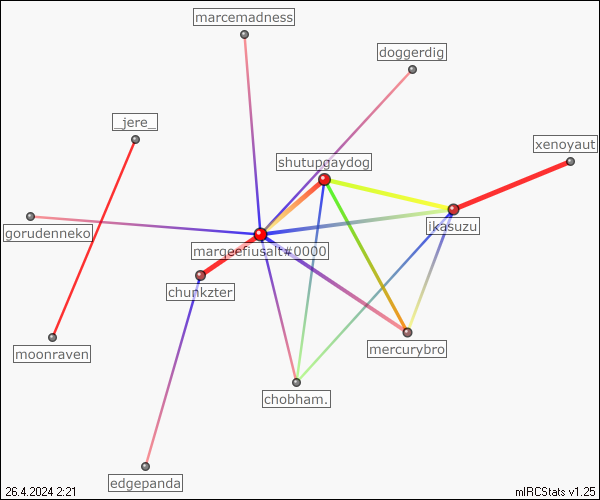 marcemadness
doggerdig
_jere_
xenoyaut
shutupgaydog
ikasuzu
gorudenneko
marqeefiusalt#0000
chunkzter
mercurybro
moonraven
chobham.
edgepanda
26.4.2024 2:21
mIRCStats v1.25